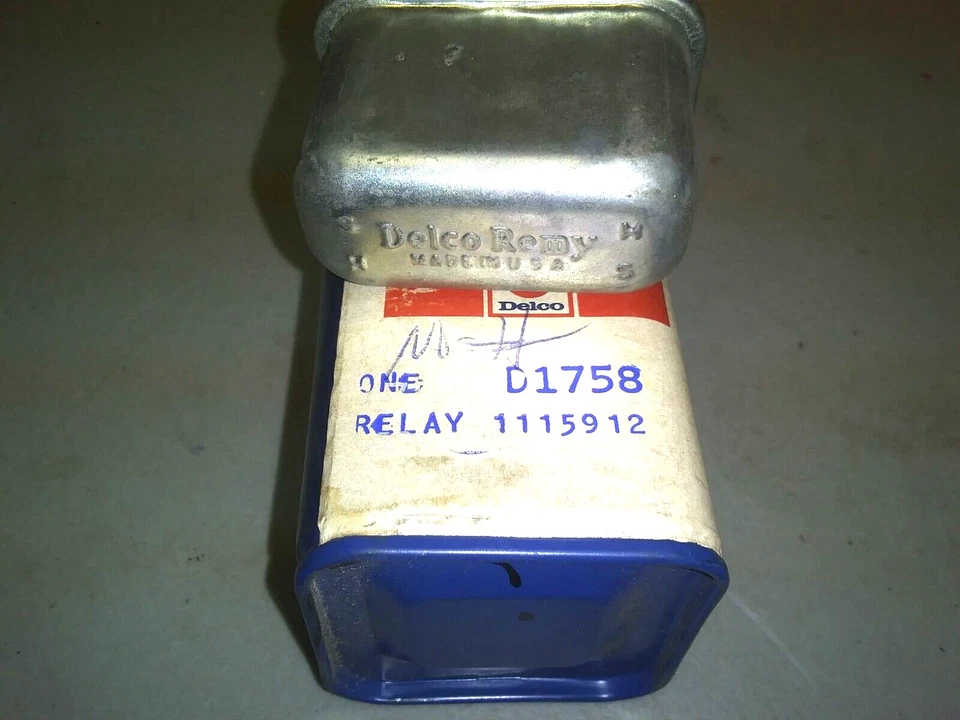 Delco Remy
MADE IN U S A
H
S
Delco
ONE D1758
RELAY 1115912